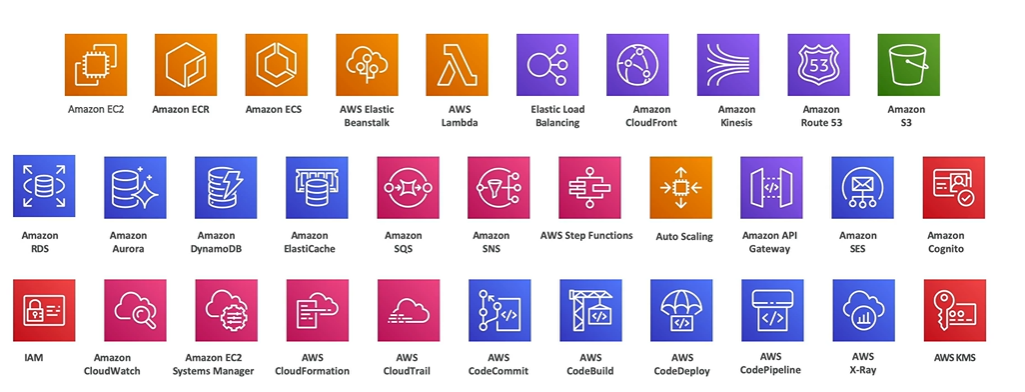 53
Amazon EC2
Amazon ECR
Amazon ECS
AWS Elastic
Beanstalk
AWS
Lambda
Elastic Load
Balancing
Amazon
CloudFront
Amazon
Kinesis
Amazon
Route 53
Amazon
S3
Amazon
RDS
Amazon
Aurora
Amazon
DynamoDB
Amazon
ElastiCache
Amazon
SQS
Amazon
SNS
AWS Step Functions
Auto Scaling
Amazon API
Gateway
Amazon
SES
Amazon
Cognito
IAM
Amazon
CloudWatch
Amazon EC2
Systems Manager
AWS
CloudFormation
AWS
CloudTrail
AWS
CodeCommit
AWS
CodeBuild
AWS
CodeDeploy
AWS
CodePipeline
AWS
X-Ray
AWS KMS